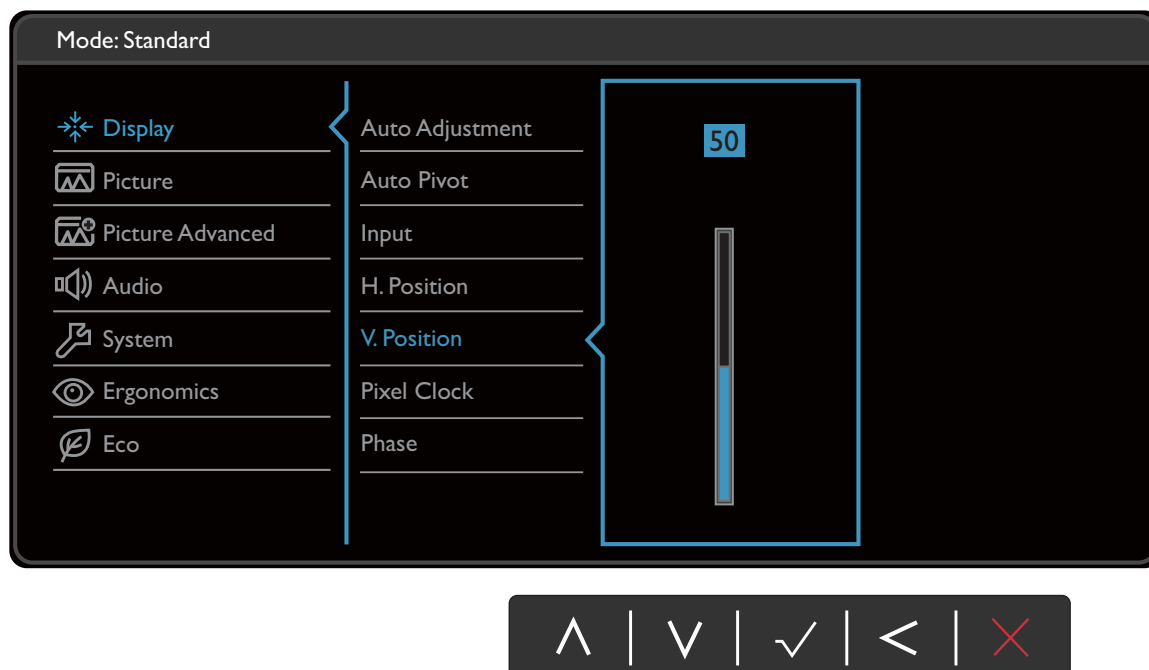 Mode: Standard
Display
Picture
Picture Advanced
Audio
System
Ergonomics
Eco
Auto Adjustment
Auto Pivot
Input
H. Position
V. Position
Pixel Clock
Phase
50